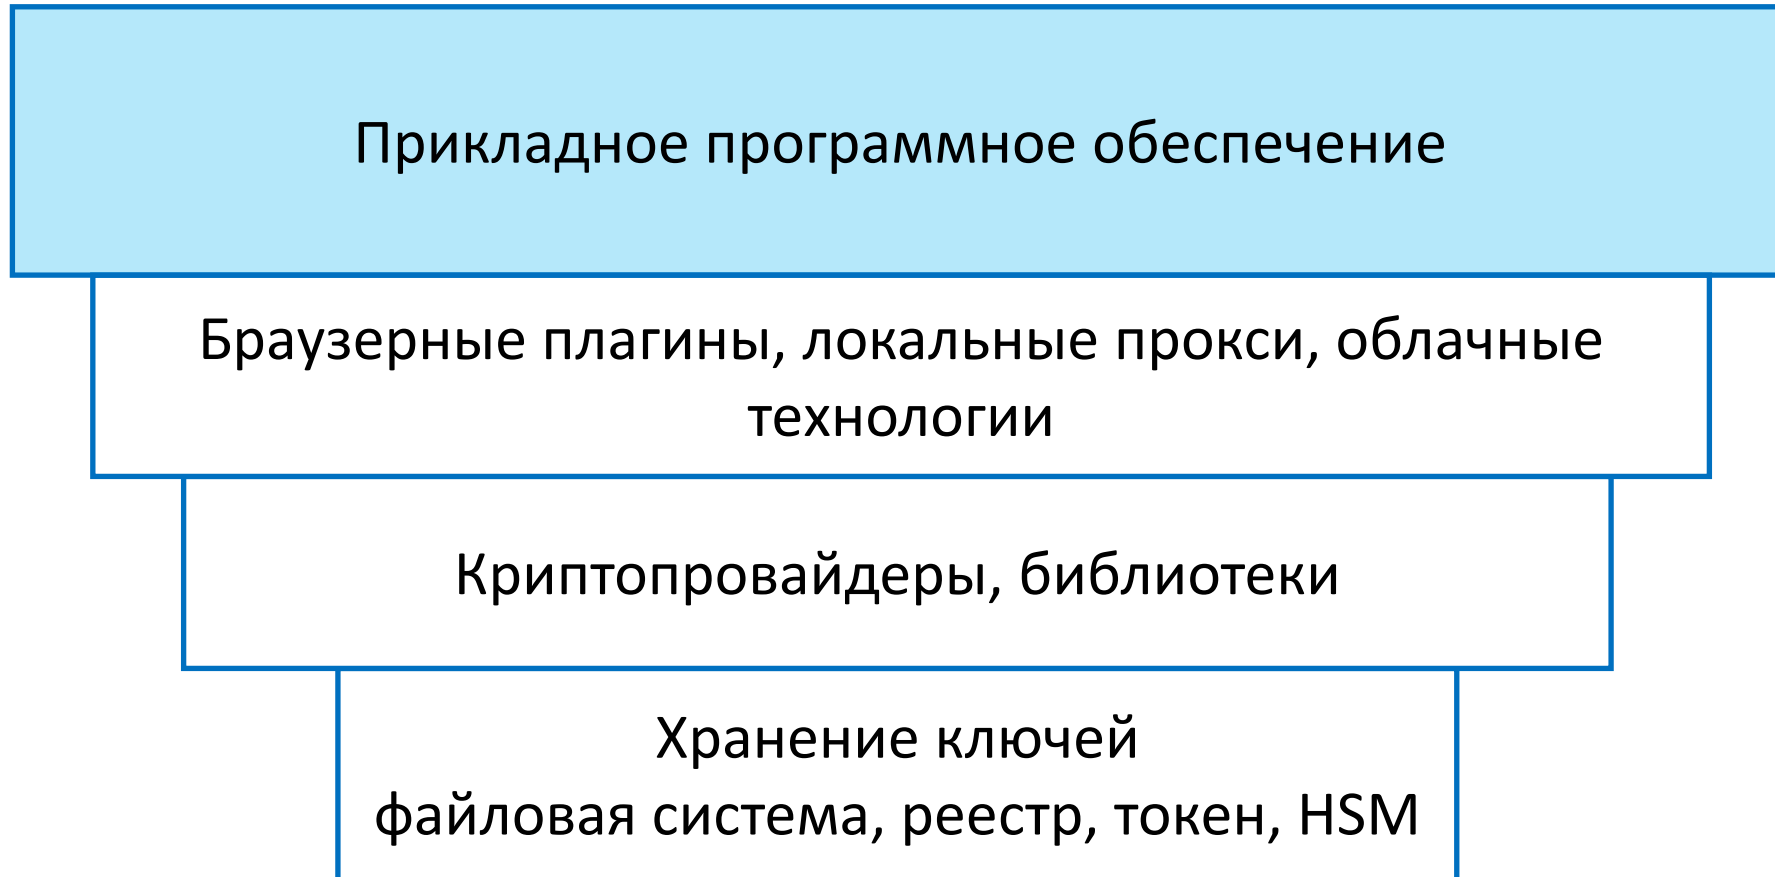 Прикладное программное обеспечение
Браузерные плагины, локальные прокси, облачные
технологии
Криптопровайдеры, библиотеки
Хранение ключей
файловая система, реестр, токен, HSM